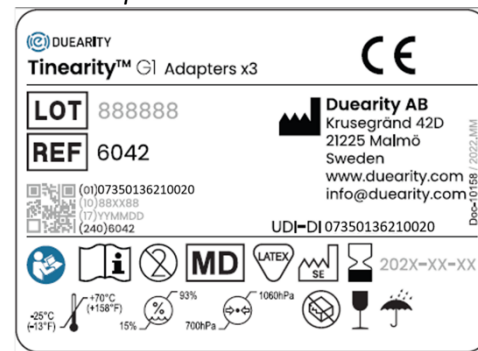 DUEARITY
Tinearity™ G1 Adapters x3
CE
LOT 888888
REF 6042
Duearity AB
Krusegränd 42D
21225 Malmö
Sweden
www.duearity.com
info@duearity.com
Doc-10158 / 2022.MM
(01)07350136210020
(10)88XX88
(17)YYMMDD
(240)6042
UDI-DI 07350136210020
i
2
MD
LATEX
SE
202X-XX-XX
-25°C
(-13°F)
+70°C
(+158°F)
15%
%
93%
700hPa
1060hPa